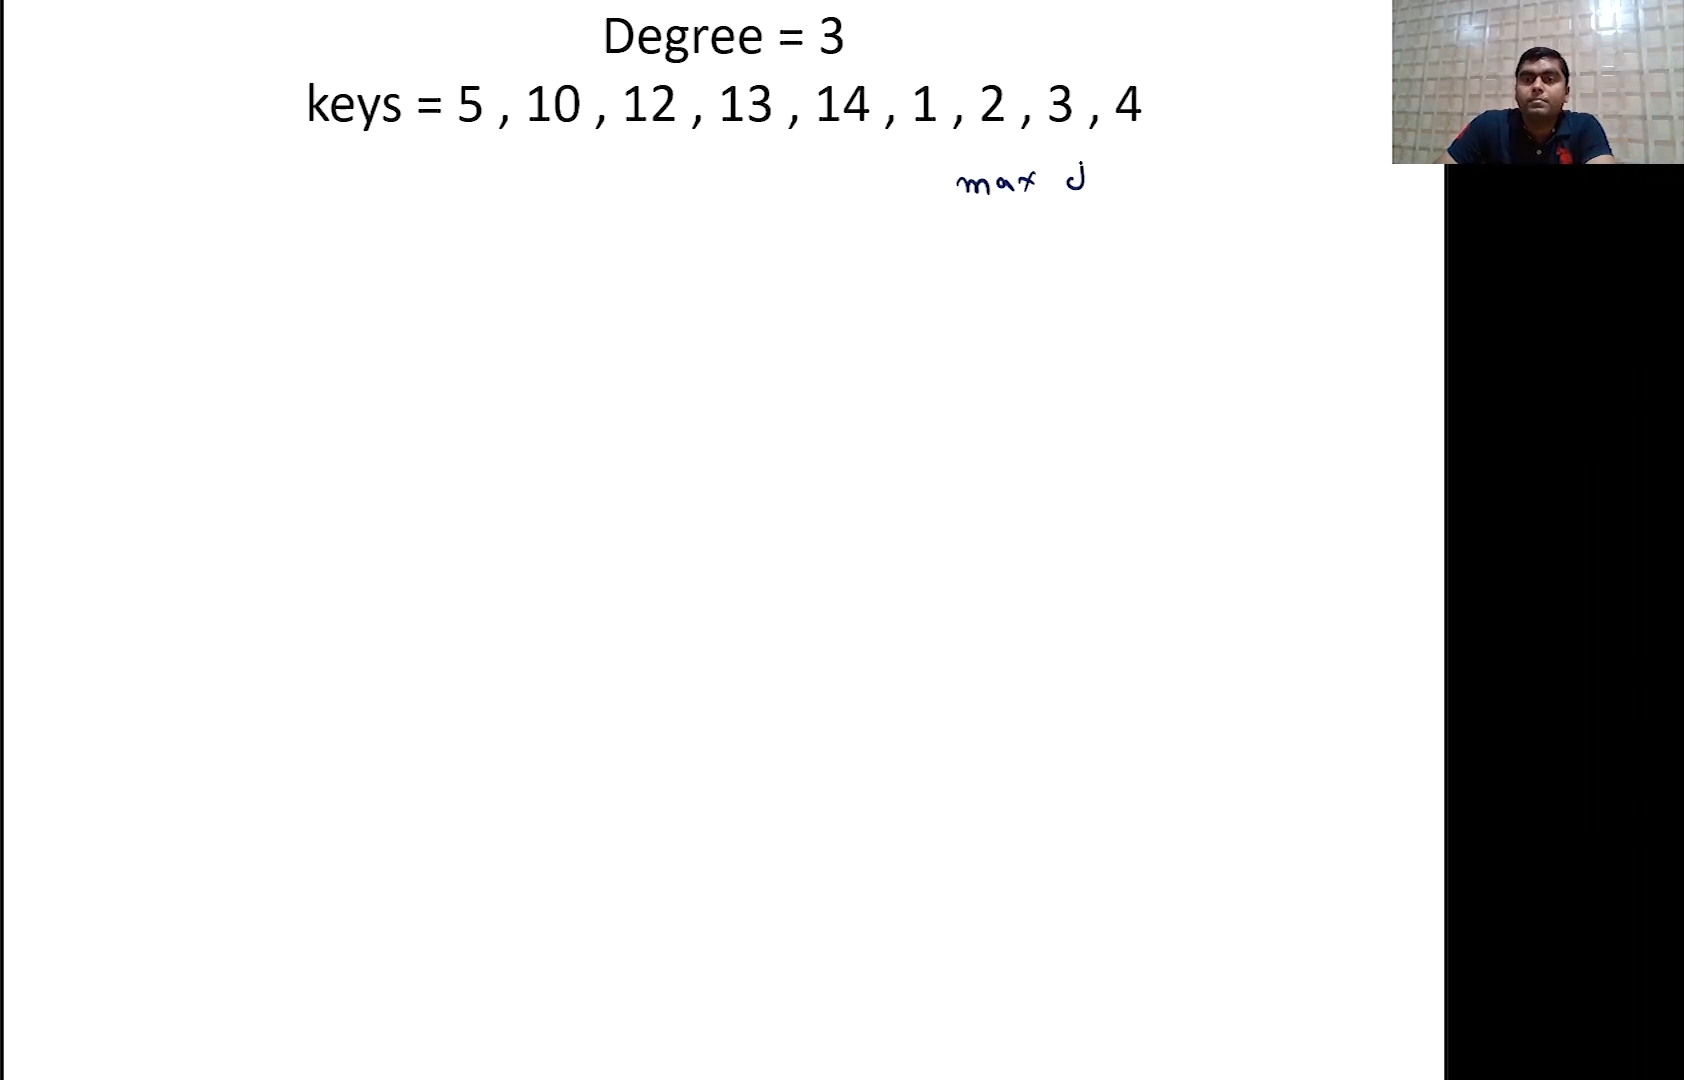 Degree = 3
keys = 5 , 10 , 12 , 13 , 14 , 1 , 2 , 3 , 4
max